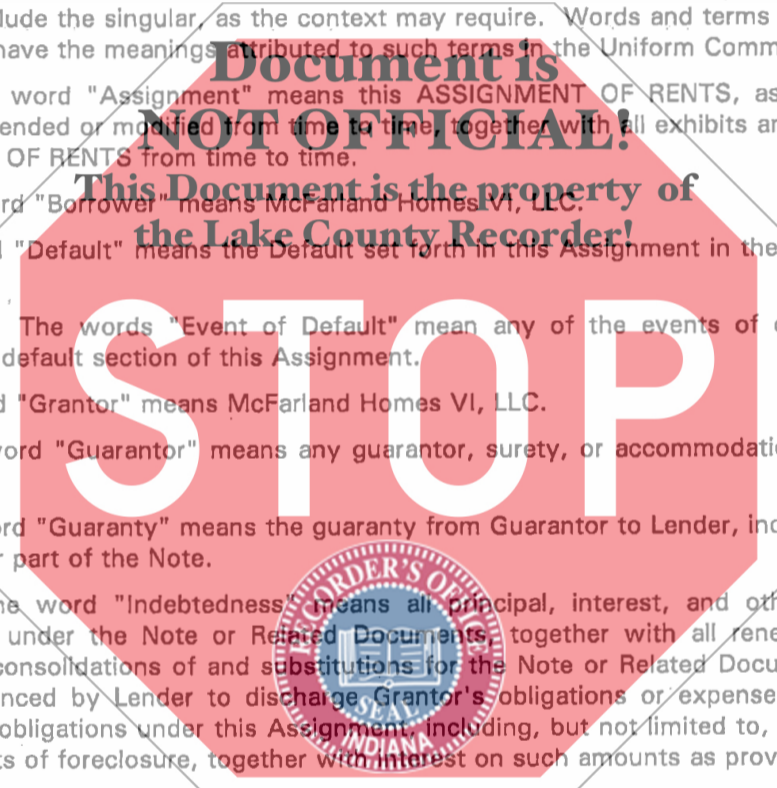 lude the singular, as the context may require. Words and terms
have the meanings attributed to such terms in the Uniform Comm
Document is
word "Assignment" means this ASSIGNMENT OF RENTS, as
NOT OFFICIAL!
ended or modified from time to time, together with all exhibits an
OF RENTS from time to time.
This Document is the property of
rd "Borrower" means McFarland Homes VI, LLC.
the Lake County Recorder!
"Default" means the Default set forth in this Assignment in the
The words "Event of Default" mean any of the events of
default section of this Assignment.
STOP
d "Grantor" means McFarland Homes VI, LLC.
ord "Guarantor" means any guarantor, surety, or accommodati
rd "Guaranty" means the guaranty from Guarantor to Lender, inc
part of the Note.
RECORDER'S OFFICE
he word "Indebtedness" means all principal, interest, and oth
under the Note or Related Documents, together with all rene
consolidations of and substitutions for the Note or Related Docu
nced by Lender to discharge Grantor's obligations or expense
SEAL
obligations under this Assignment, including, but not limited to,
INDIANA
ts of foreclosure, together with interest on such amounts as prov